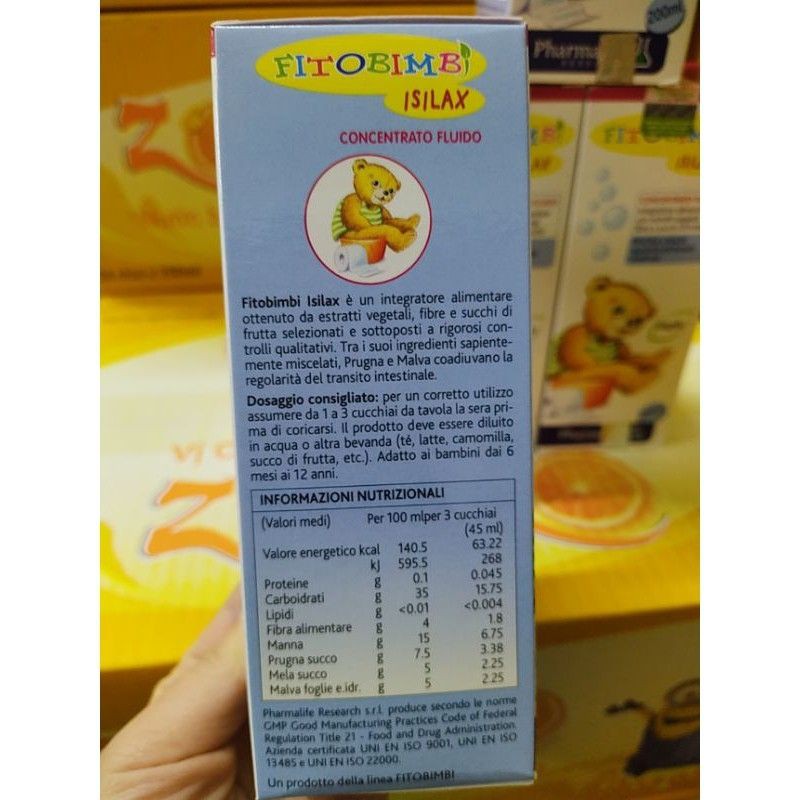 FITOBIMBI
ISILAX
CONCENTRATO FLUIDO
Fitobimbi Isilax è un integratore alimentare
ottenuto da estratti vegetali, fibre e succhi di
frutta selezionati e sottoposti a rigorosi con-
trolli qualitativi. Tra i suoi ingredienti sapiente-
mente miscelati, Prugna e Malva coadiuvano la
regolarità del transito intestinale.
Dosaggio consigliato: per un corretto utilizzo
assumere da 1 a 3 cucchiai da tavola la sera pri-
ma di coricarsi. Il prodotto deve essere diluito
in acqua o altra bevanda (té, latte, camomilla,
succo di frutta, etc.). Adatto ai bambini dai 6
mesi ai 12 anni.
INFORMAZIONI NUTRIZIONALI
(Valori medi) Per 100 mlper 3 cucchiai
(45 ml)
Valore energetico kcal 140.5 63.22
kJ 595.5 268
Proteine g 0.1 0.045
Carboidrati g 35 15.75
Lipidi g <0.01 <0.004
Fibra alimentare g 4 1.8
Manna g 15 6.75
Prugna succo g 7.5 3.38
Mela succo g 5 2.25
Malva foglie e.idr. g 5 2.25
Pharmalife Research s.r.l. produce secondo le norme
GMP Good Manufacturing Practices Code of Federal
Regulation Title 21 - Food and Drug Administration.
Azienda certificata UNI EN ISO 9001, UNI EN ISO
13485 e UNI EN ISO 22000.
Un prodotto della linea FITOBIMBI
200ml
Pharma